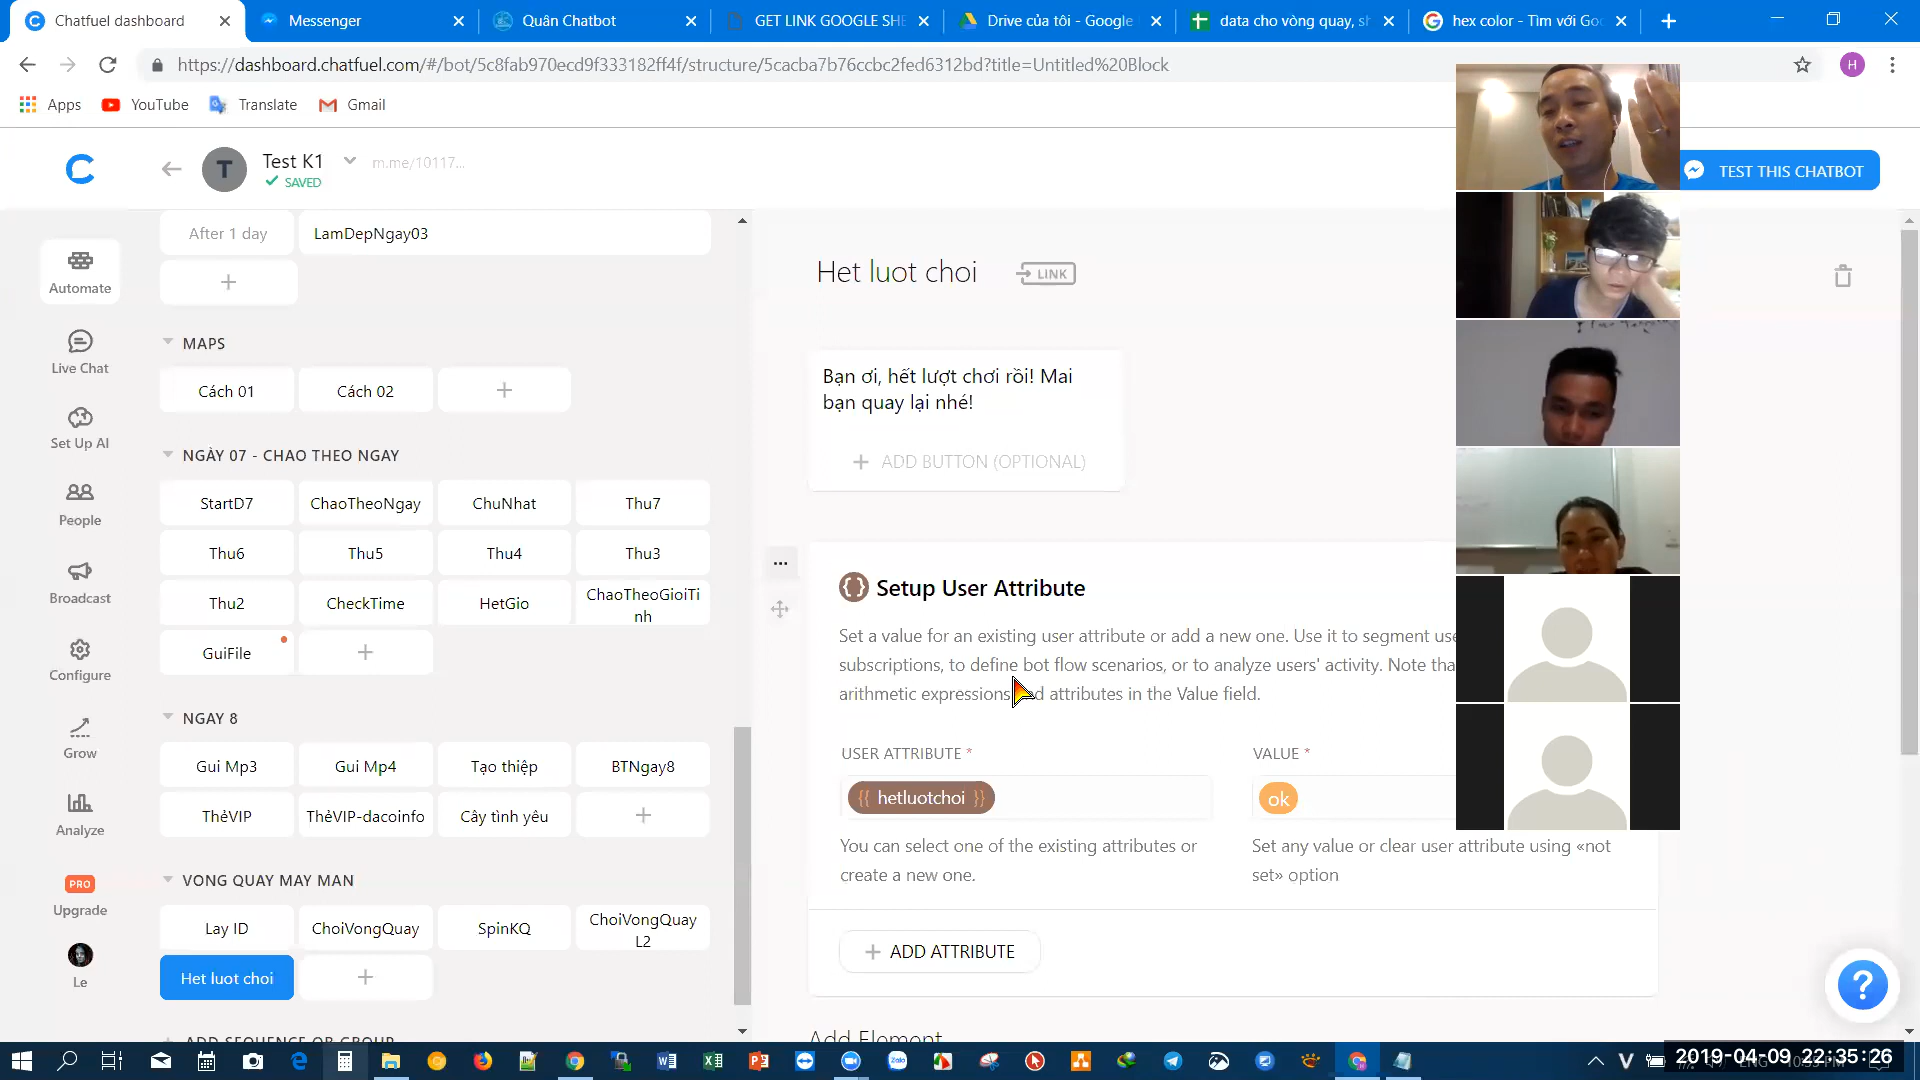 Chatfuel dashboard
Messenger
Quân Chatbot
GET LINK GOOGLE SHE
Drive của tôi - Google
data cho vòng quay, sh
hex color - Tìm với Goo
https://dashboard.chatfuel.com/#/bot/5c8fab970ecd9f333182ff4f/structure/5cacba7b76ccbc2fed6312bd?title=Untitled%20Block
H
Apps
YouTube
Translate
Gmail
T
Test K1
m.me/10117...
SAVED
TEST THIS CHATBOT
Automate
Live Chat
Set Up AI
People
Broadcast
Configure
Grow
Analyze
PRO
Upgrade
Le
After 1 day
LamDepNgay03
MAPS
Cách 01
Cách 02
NGÀY 07 - CHAO THEO NGAY
StartD7
ChaoTheoNgay
ChuNhat
Thu7
Thu6
Thu5
Thu4
Thu3
Thu2
CheckTime
HetGio
ChaoTheoGioiTi
nh
GuiFile
NGAY 8
Gui Mp3
Gui Mp4
Tạo thiệp
BTNgay8
ThẻVIP
ThẻVIP-dacoinfo
Cây tình yêu
VONG QUAY MAY MAN
Lay ID
ChoiVongQuay
SpinKQ
ChoiVongQuay
L2
Het luot choi
ADD SEQUENCE OR GROUP
Het luot choi
LINK
Bạn ơi, hết lượt chơi rồi! Mai
bạn quay lại nhé!
ADD BUTTON (OPTIONAL)
Setup User Attribute
Set a value for an existing user attribute or add a new one. Use it to segment use
subscriptions, to define bot flow scenarios, or to analyze users' activity. Note tha
arithmetic expressions d attributes in the Value field.
USER ATTRIBUTE *
VALUE *
{{ hetluotchoi }}
ok
You can select one of the existing attributes or
create a new one.
Set any value or clear user attribute using «not
set» option
ADD ATTRIBUTE
Add Element
?
2019-04-09 22:35:26